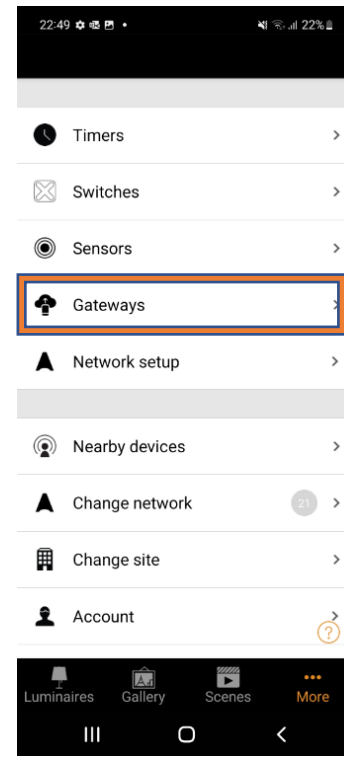 22:49 22%
Timers
Switches
Sensors
Gateways
Network setup
Nearby devices
Change network 21
Change site
Account
?
Luminaires Gallery Scenes More